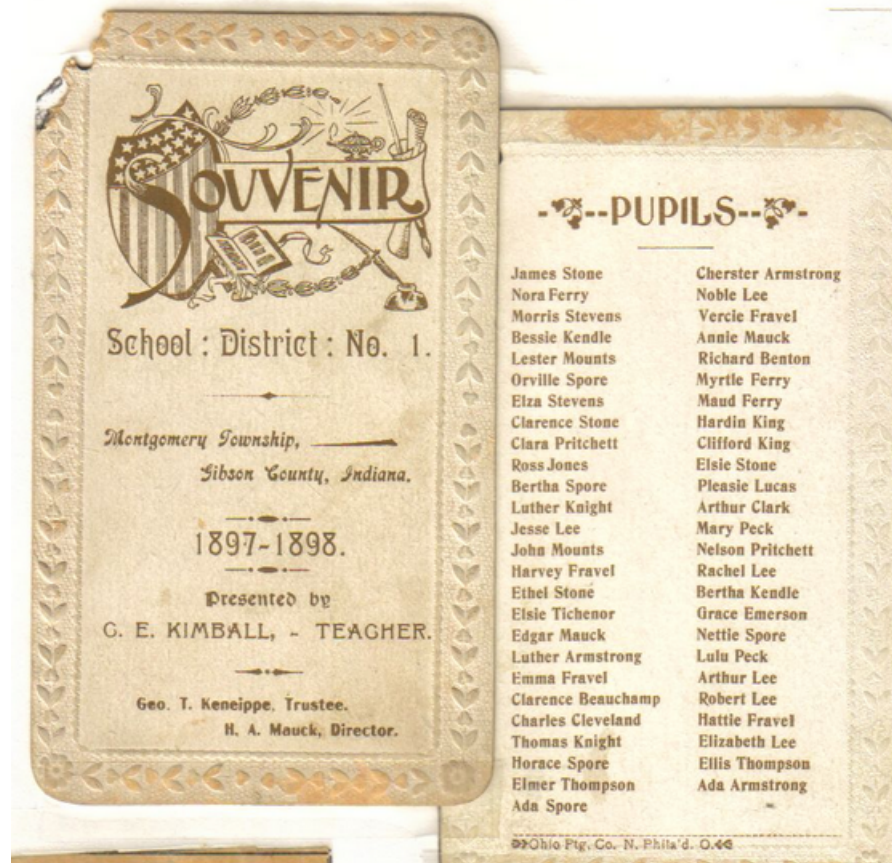 SOUVENIR
School : District : No. 1.
Montgomery Township,
Gibson County, Indiana.
1897-1898.
Presented by
C. E. KIMBALL, - TEACHER.
Geo. T. Keneippe, Trustee.
H. A. Mauck, Director.
--PUPILS--
James Stone
Nora Ferry
Morris Stevens
Bessie Kendle
Lester Mounts
Orville Spore
Elza Stevens
Clarence Stone
Clara Pritchett
Ross Jones
Bertha Spore
Luther Knight
Jesse Lee
John Mounts
Harvey Fravel
Ethel Stone
Elsie Tichenor
Edgar Mauck
Luther Armstrong
Emma Fravel
Clarence Beauchamp
Charles Cleveland
Thomas Knight
Horace Spore
Elmer Thompson
Ada Spore
Cherster Armstrong
Noble Lee
Vercie Fravel
Annie Mauck
Richard Benton
Myrtle Ferry
Maud Ferry
Hardin King
Clifford King
Elsie Stone
Pleasie Lucas
Arthur Clark
Mary Peck
Nelson Pritchett
Rachel Lee
Bertha Kendle
Grace Emerson
Nettie Spore
Lulu Peck
Arthur Lee
Robert Lee
Hattie Fravel
Elizabeth Lee
Ellis Thompson
Ada Armstrong
Ohio Ptg. Co. N. Phila'd. O.